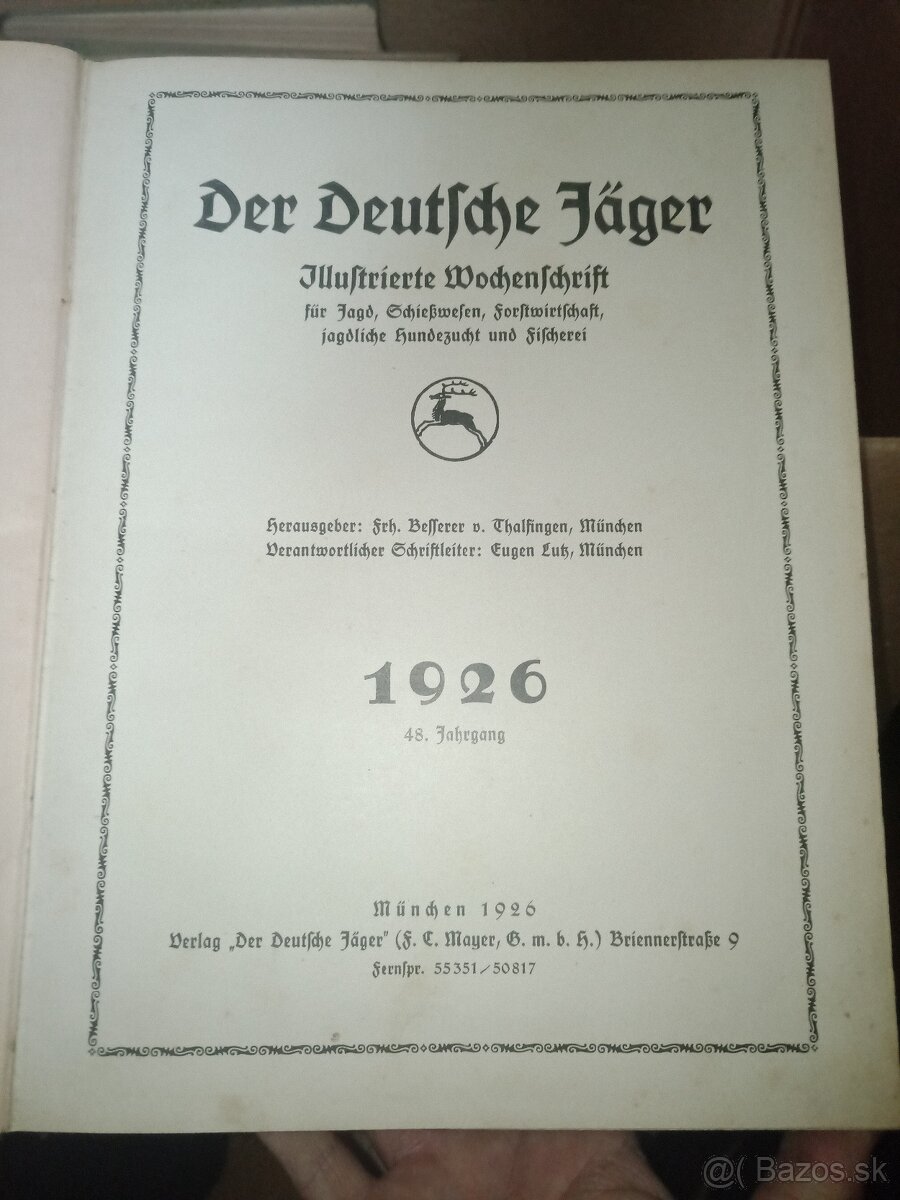 Der Deutſche Jäger
Illuſtrierte Wochenſchrift
für Jagd, Schießweſen, Forſtwirtſchaft,
jagdliche Hundezucht und Fiſcherei
Herausgeber: Frh. Beſſerer v. Thalfingen, München
Verantwortlicher Schriftleiter: Eugen Lutz, München
1926
48. Jahrgang
München 1926
Verlag „Der Deutſche Jäger" (F. C. Mayer, G. m. b. H.) Briennerſtraße 9
Fernſpr. 55351/50817
@( Bazos.sk